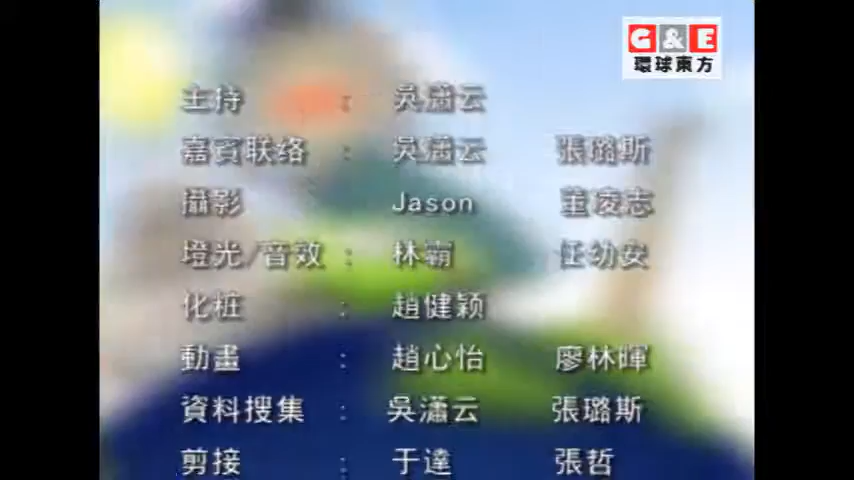 G&E
環球東方
主持 : 吳瀟云
嘉賓联络 : 吳瀟云 張璐斯
攝影 Jason 董凌志
燈光/音效 : 林霸 任幼安
化粧 : 趙健颖
動畫 : 趙心怡 廖林暉
資料搜集 : 吳瀟云 張璐斯
剪接 : 于達 張哲